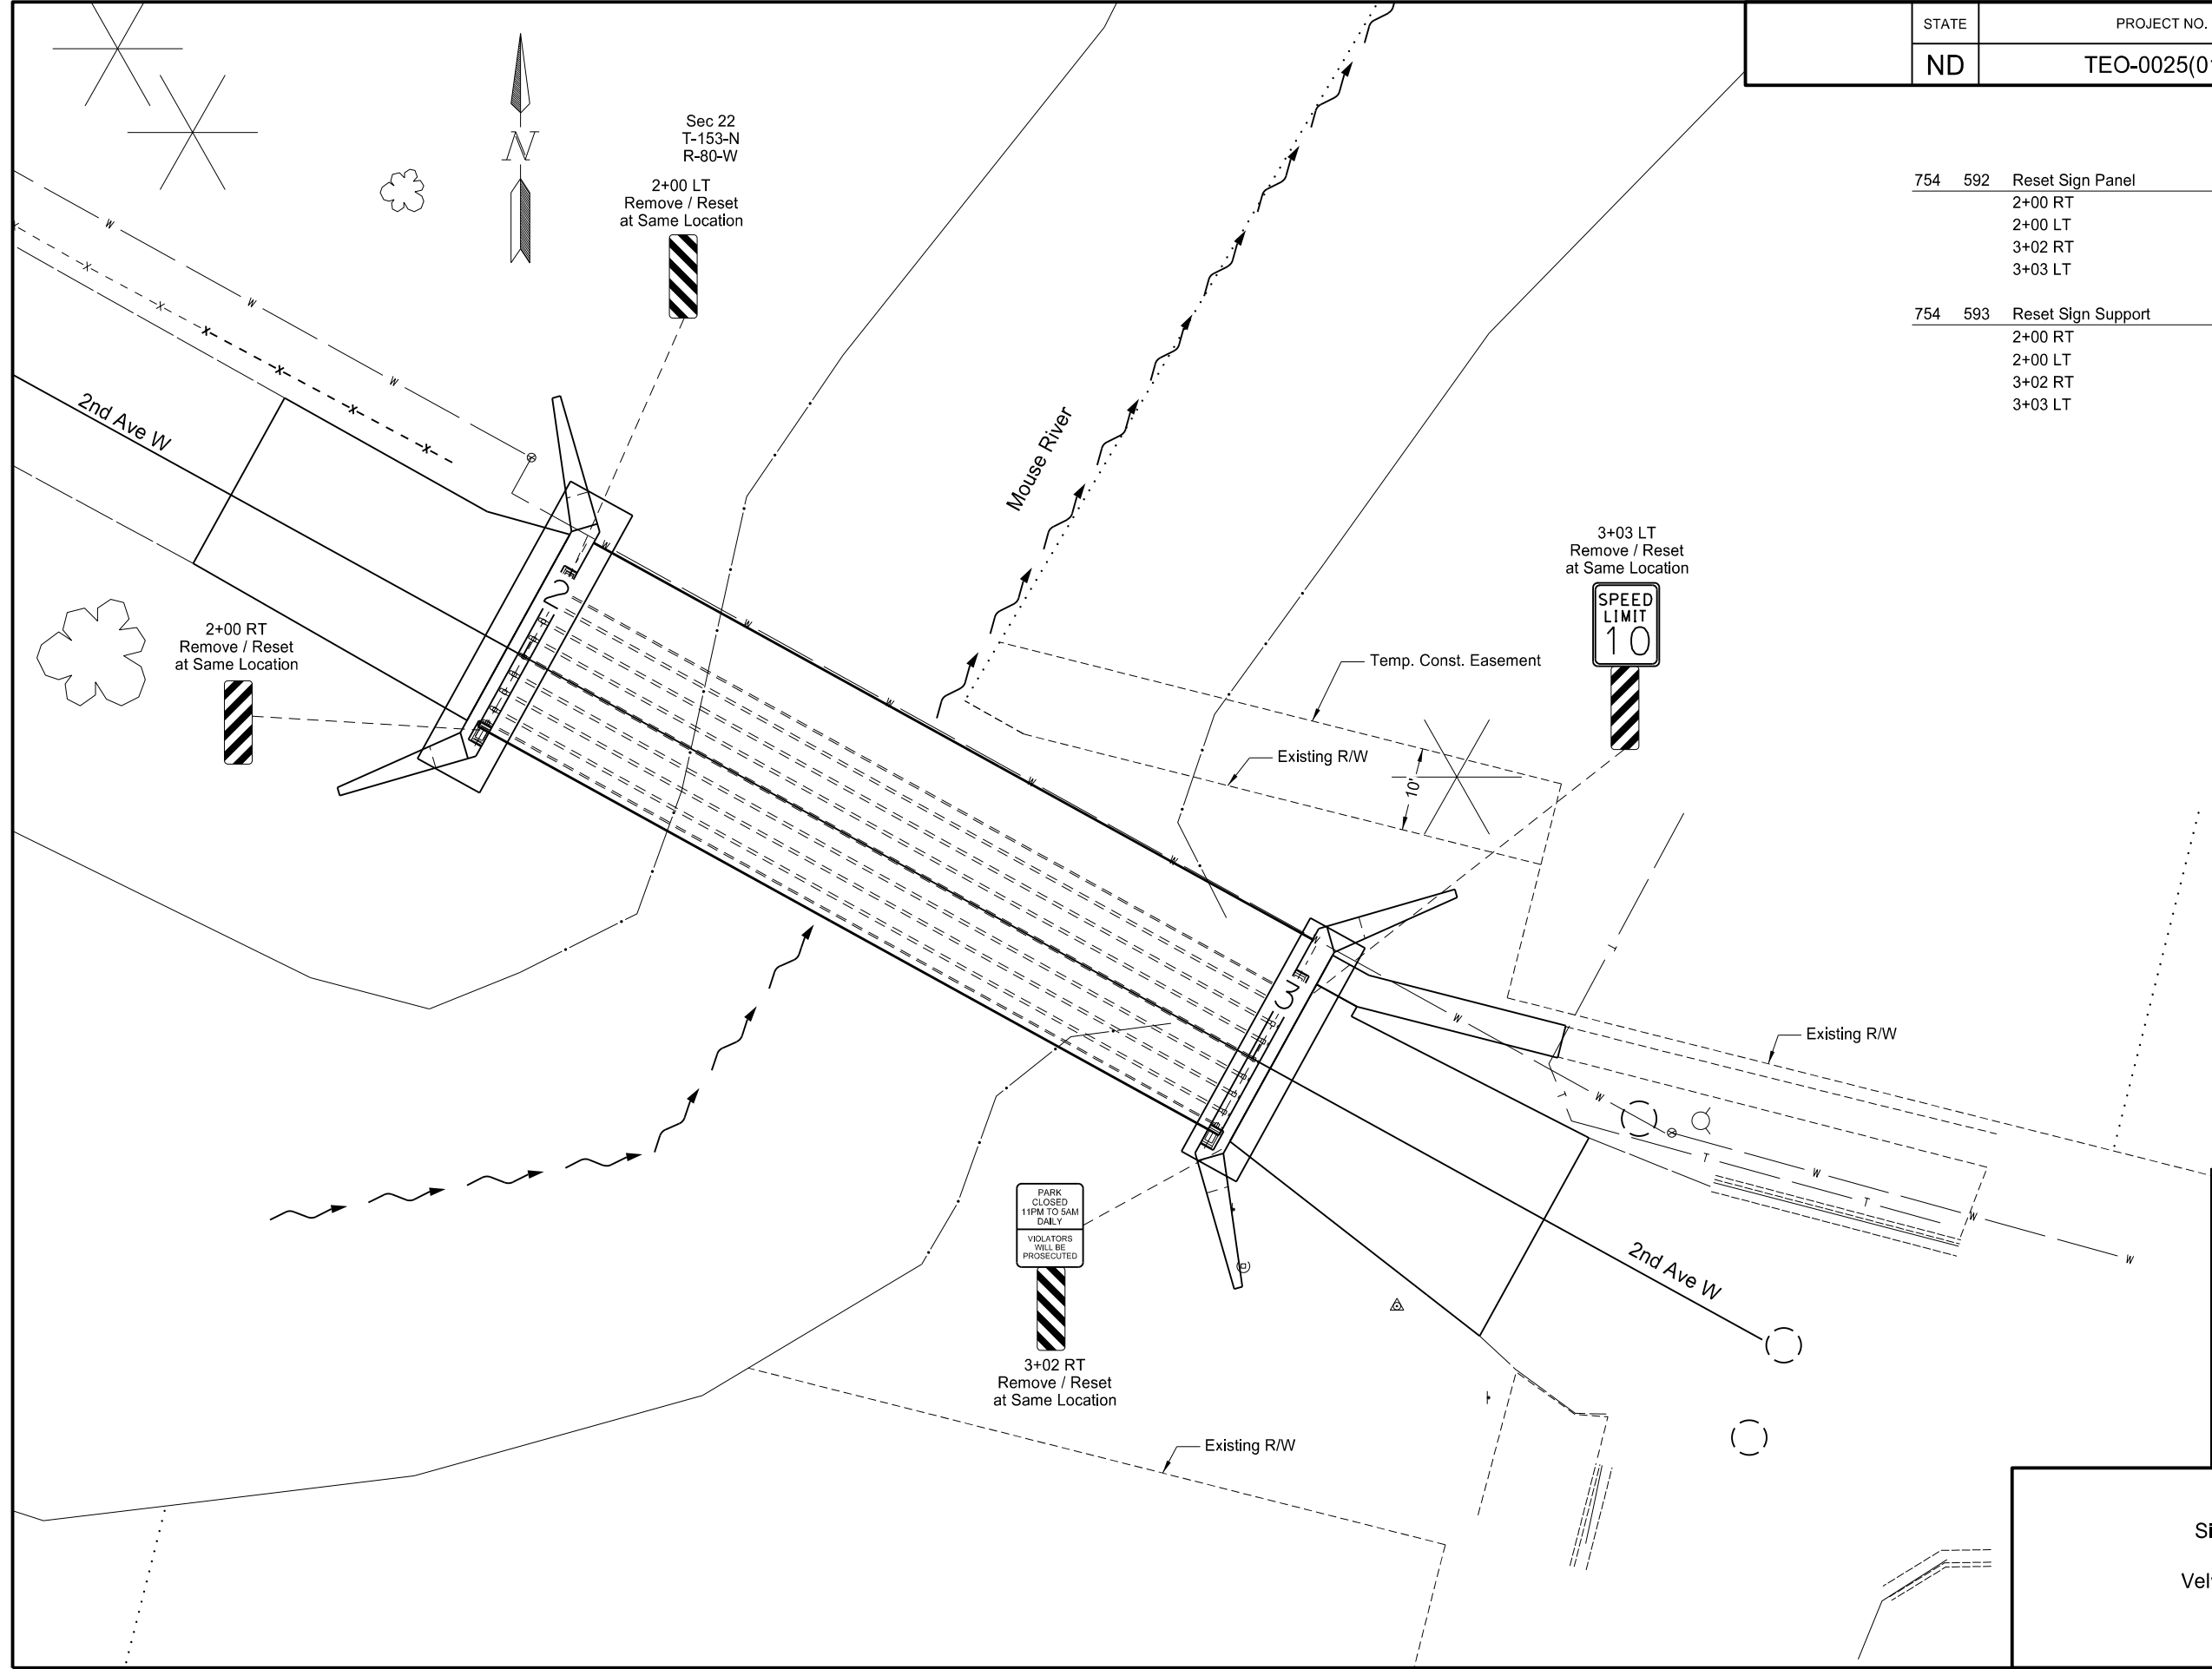 STATE
PROJECT NO.
ND
TEO-0025(01
N
Sec 22
T-153-N
R-80-W
2+00 LT
Remove / Reset
at Same Location
754 592 Reset Sign Panel
2+00 RT
2+00 LT
3+02 RT
3+03 LT
754 593 Reset Sign Support
2+00 RT
2+00 LT
3+02 RT
3+03 LT
2nd Ave W
Mouse River
2+00 RT
Remove / Reset
at Same Location
2
3+03 LT
Remove / Reset
at Same Location
SPEED
LIMIT
10
Temp. Const. Easement
Existing R/W
10'
3
Existing R/W
PARK
CLOSED
11PM TO 5AM
DAILY
VIOLATORS
WILL BE
PROSECUTED
3+02 RT
Remove / Reset
at Same Location
2nd Ave W
Existing R/W